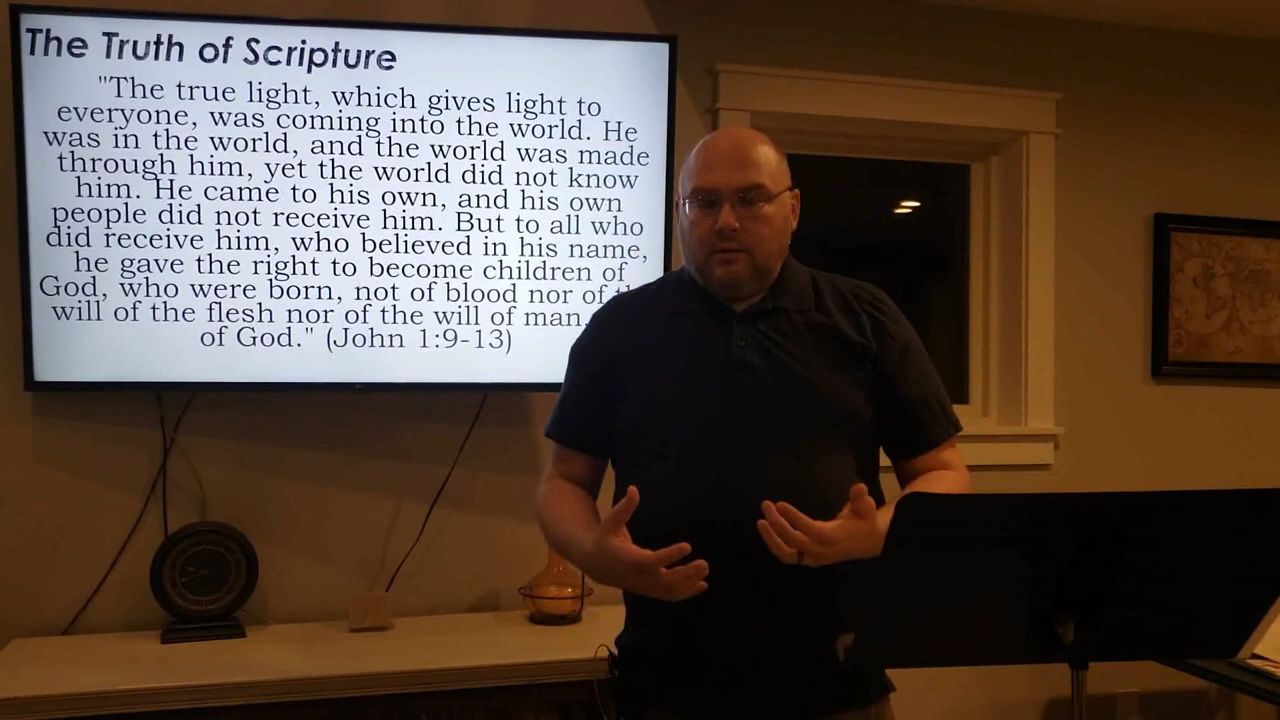 The Truth of Scripture
"The true light, which gives light to
everyone, was coming into the world. He
was in the world, and the world was made
through him, yet the world did not know
him. He came to his own, and his own
people did not receive him. But to all who
did receive him, who believed in his name,
he gave the right to become children of
God, who were born, not of blood nor of
will of the flesh nor of the will of man,
of God." (John 1:9-13)